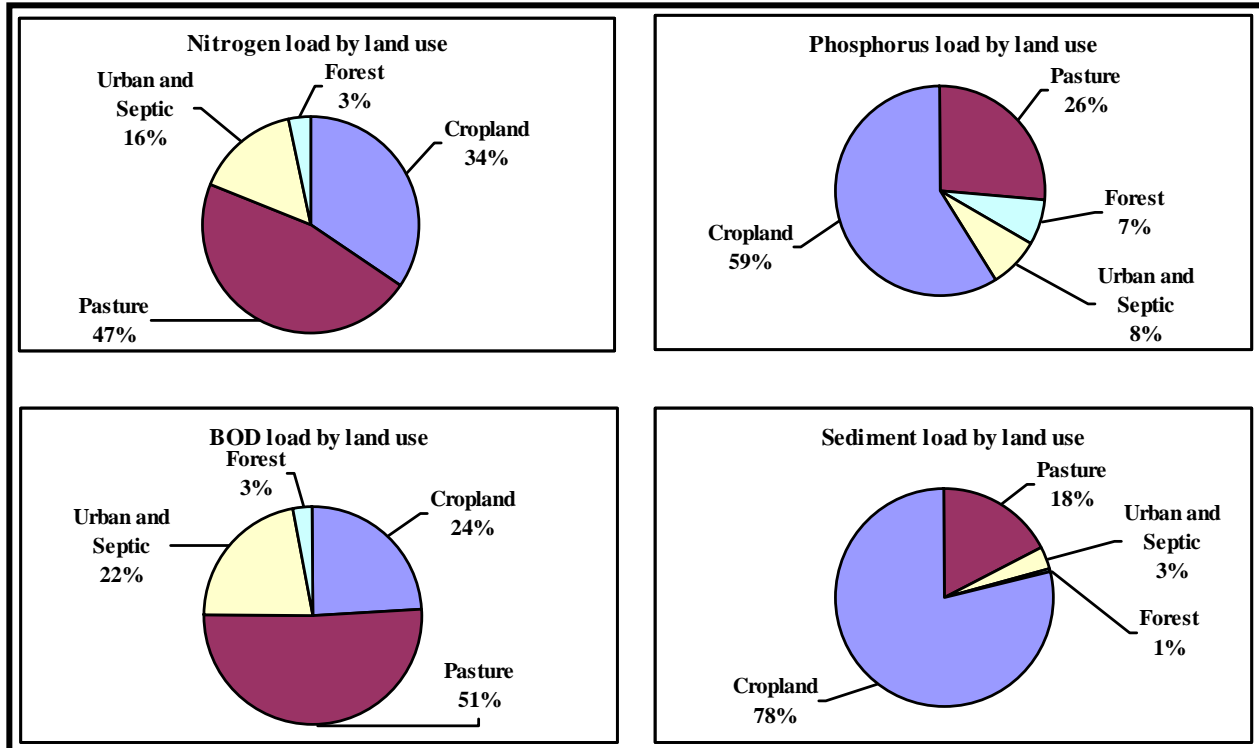 Nitrogen load by land use
Forest
3%
Urban and
Septic
16%
Cropland
34%
Pasture
47%
Phosphorus load by land use
Pasture
26%
Forest
7%
Cropland
59%
Urban and
Septic
8%
BOD load by land use
Forest
3%
Cropland
24%
Urban and
Septic
22%
Pasture
51%
Sediment load by land use
Pasture
18%
Urban and
Septic
3%
Forest
1%
Cropland
78%